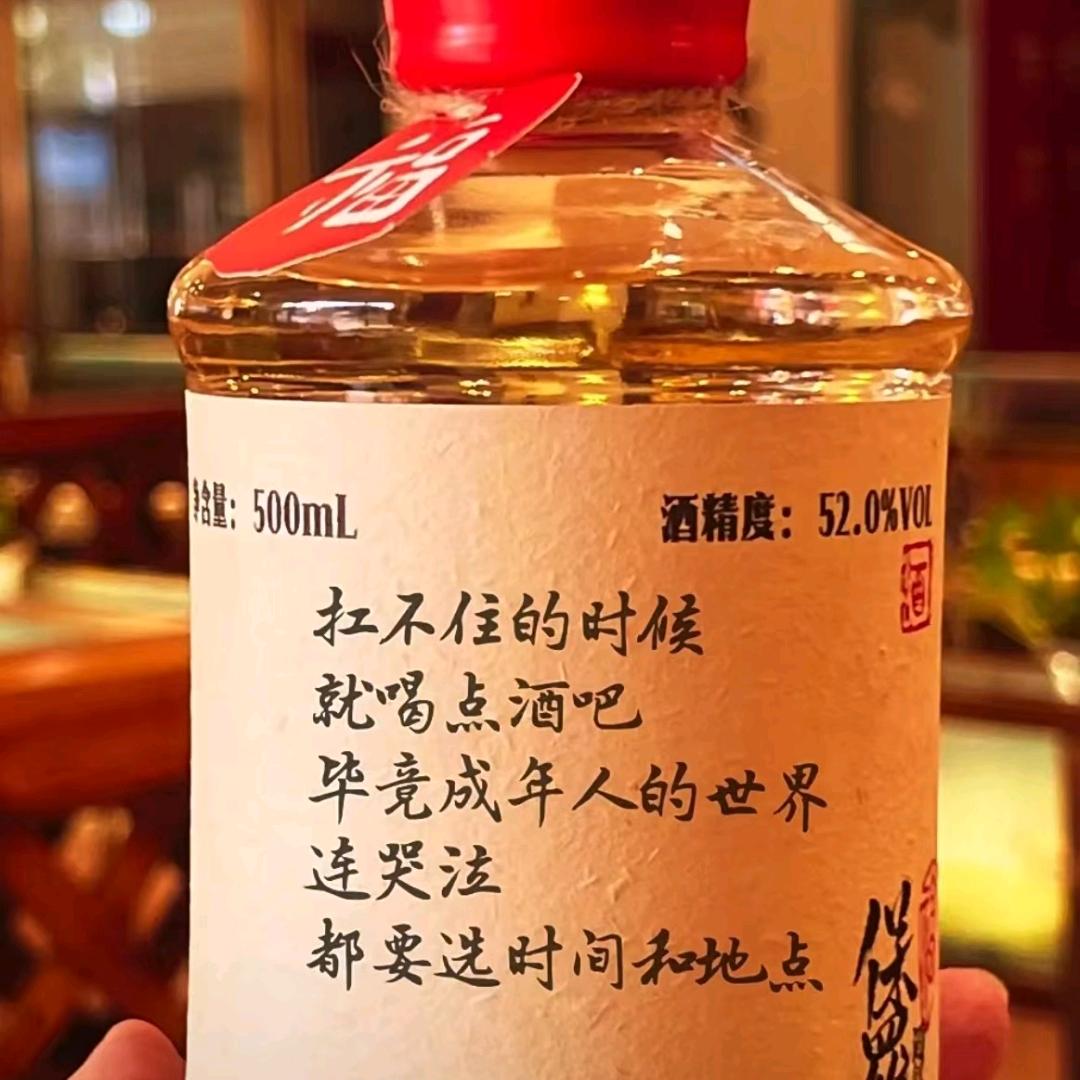 福
净含量：500mL
酒精度：52.0%VOL
酒
扛不住的时候
就喝点酒吧
毕竟成年人的世界
连哭泣
都要选时间和地点